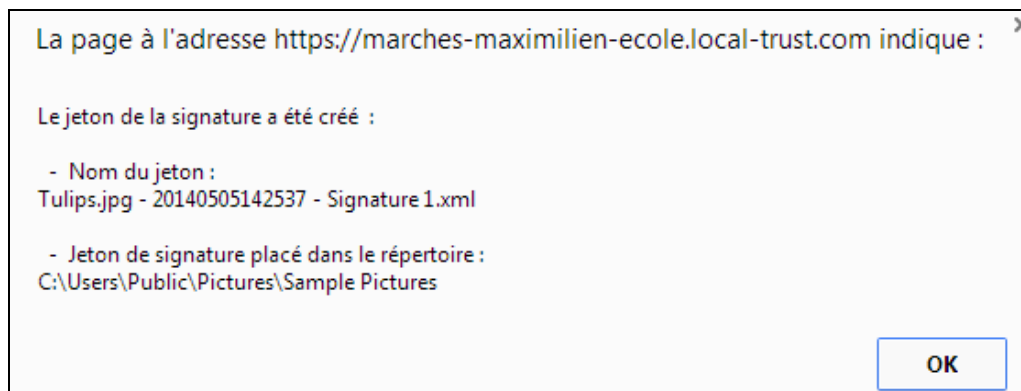 La page à l'adresse https://marches-maximilien-ecole.local-trust.com indique :
Le jeton de la signature a été créé :
- Nom du jeton :
Tulips.jpg - 20140505142537 - Signature 1.xml
- Jeton de signature placé dans le répertoire :
C:\Users\Public\Pictures\Sample Pictures
OK